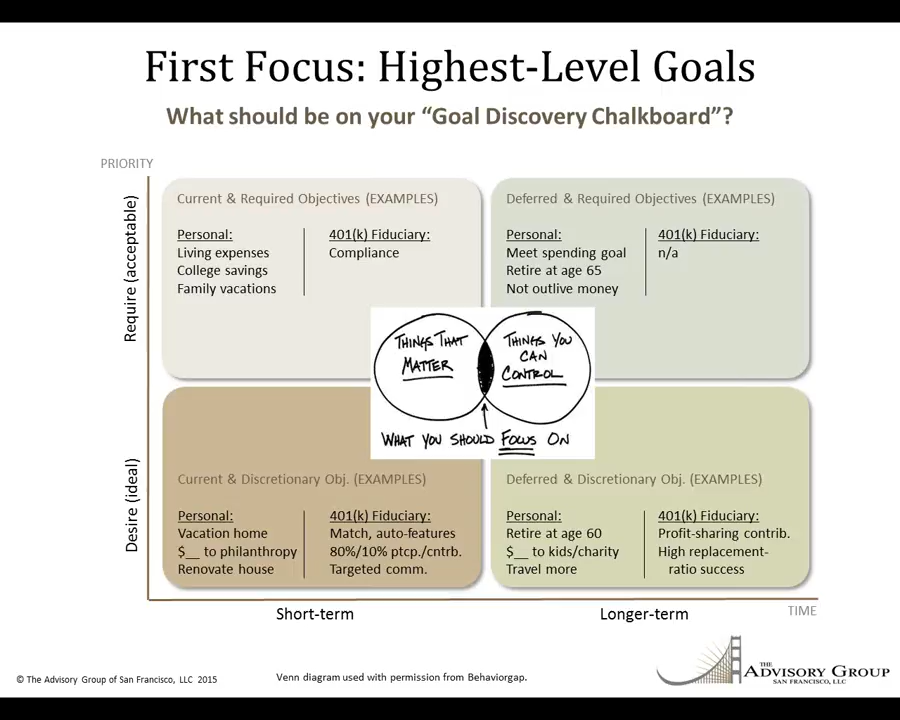 First Focus: Highest-Level Goals
What should be on your “Goal Discovery Chalkboard”?
PRIORITY
Require (acceptable)
Current & Required Objectives (EXAMPLES)
Personal:
Living expenses
College savings
Family vacations
401(k) Fiduciary:
Compliance
Deferred & Required Objectives (EXAMPLES)
Personal:
Meet spending goal
Retire at age 65
Not outlive money
401(k) Fiduciary:
n/a
THINGS THAT
MATTER
THINGS YOU
CAN
CONTROL
WHAT YOU SHOULD FOCUS ON
Desire (ideal)
Current & Discretionary Obj. (EXAMPLES)
Personal:
Vacation home
$__ to philanthropy
Renovate house
401(k) Fiduciary:
Match, auto-features
80%/10% ptcp./cntrb.
Targeted comm.
Deferred & Discretionary Obj. (EXAMPLES)
Personal:
Retire at age 60
$__ to kids/charity
Travel more
401(k) Fiduciary:
Profit-sharing contrib.
High replacement-
ratio success
Short-term
Longer-term
TIME
© The Advisory Group of San Francisco, LLC 2015
Venn diagram used with permission from Behaviorgap.
THE
ADVISORY GROUP
SAN FRANCISCO, LLC